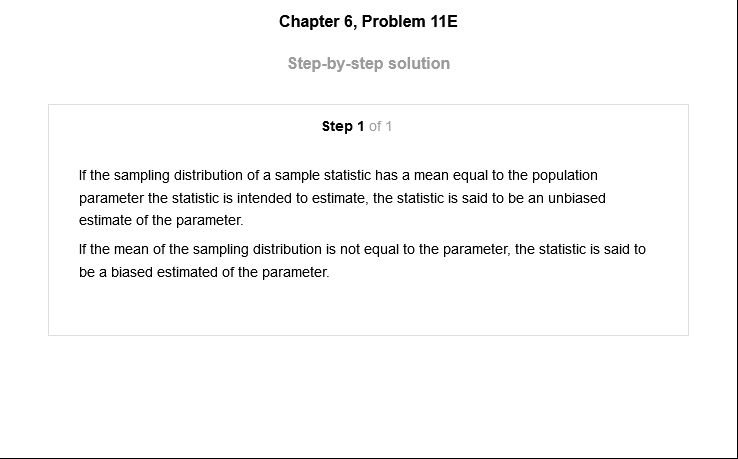 Chapter 6, Problem 11E
Step-by-step solution
Step 1 of 1
If the sampling distribution of a sample statistic has a mean equal to the population
parameter the statistic is intended to estimate, the statistic is said to be an unbiased
estimate of the parameter.
If the mean of the sampling distribution is not equal to the parameter, the statistic is said to
be a biased estimated of the parameter.